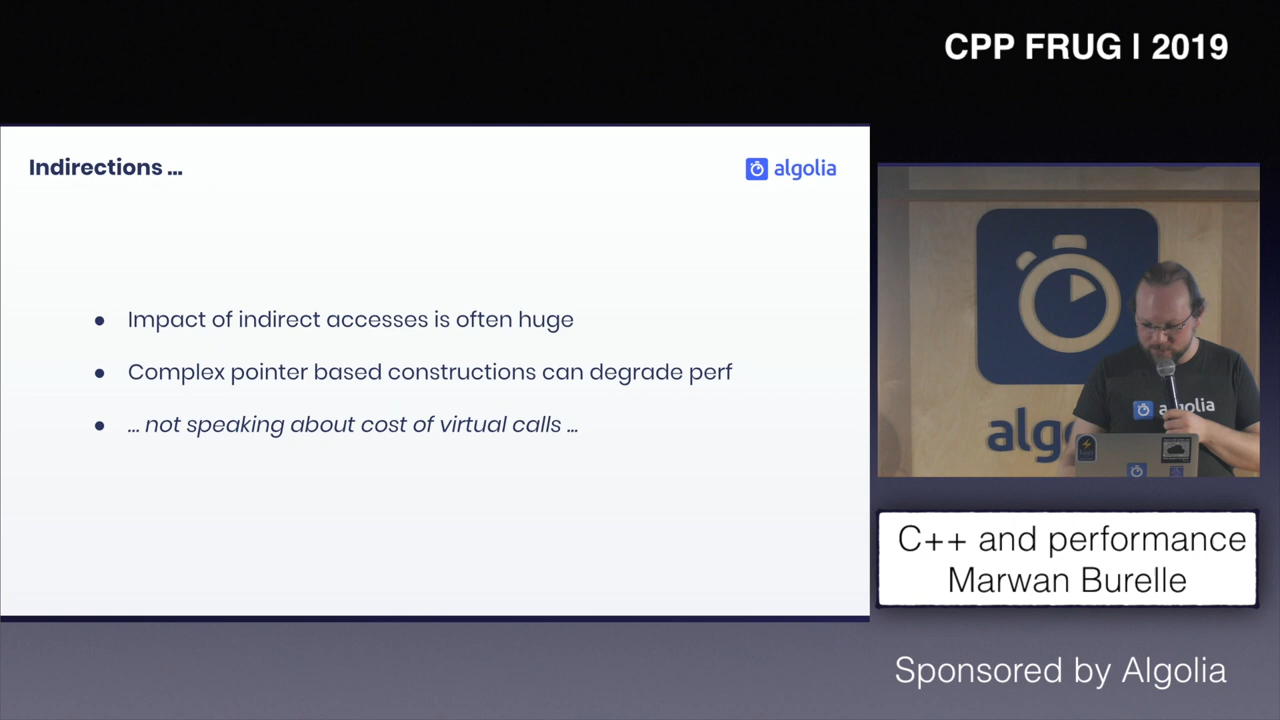 CPP FRUG | 2019
Indirections ...
algolia
● Impact of indirect accesses is often huge
● Complex pointer based constructions can degrade perf
● ... not speaking about cost of virtual calls ...
algolia
C++ and performance
Marwan Burelle
Sponsored by Algolia